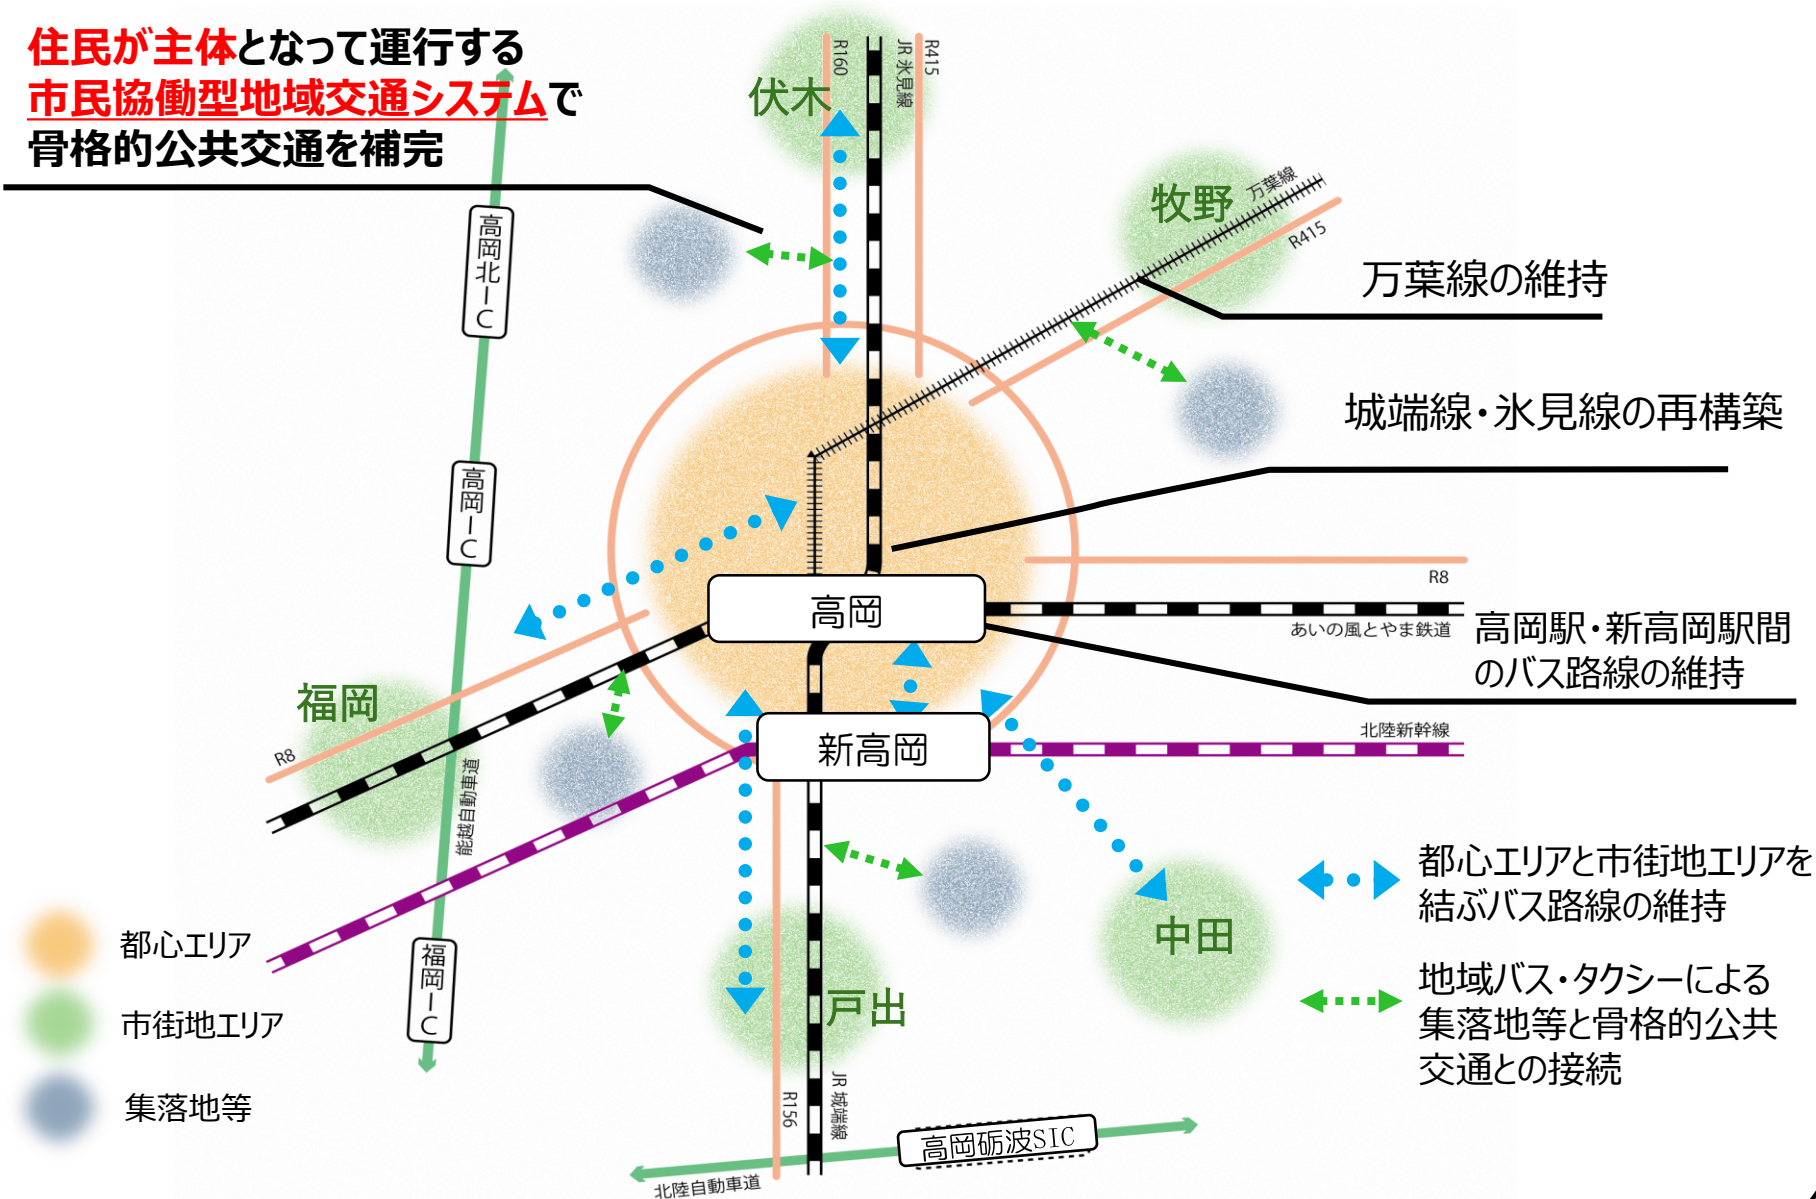 住民が主体となって運行する
市民協働型地域交通システムで
骨格的公共交通を補完
R160
JR 氷見線
R415
伏木
牧野
万葉線
R415
高岡北IC
万葉線の維持
城端線・氷見線の再構築
高岡IC
R8
高岡
あいの風とやま鉄道
高岡駅・新高岡駅間
のバス路線の維持
福岡
R8
新高岡
北陸新幹線
能越自動車道
都心エリアと市街地エリアを
結ぶバス路線の維持
中田
都心エリア
福岡IC
地域バス・タクシーによる
集落地等と骨格的公共
交通との接続
戸出
市街地エリア
集落地等
R156
JR 城端線
高岡砺波SIC
北陸自動車道